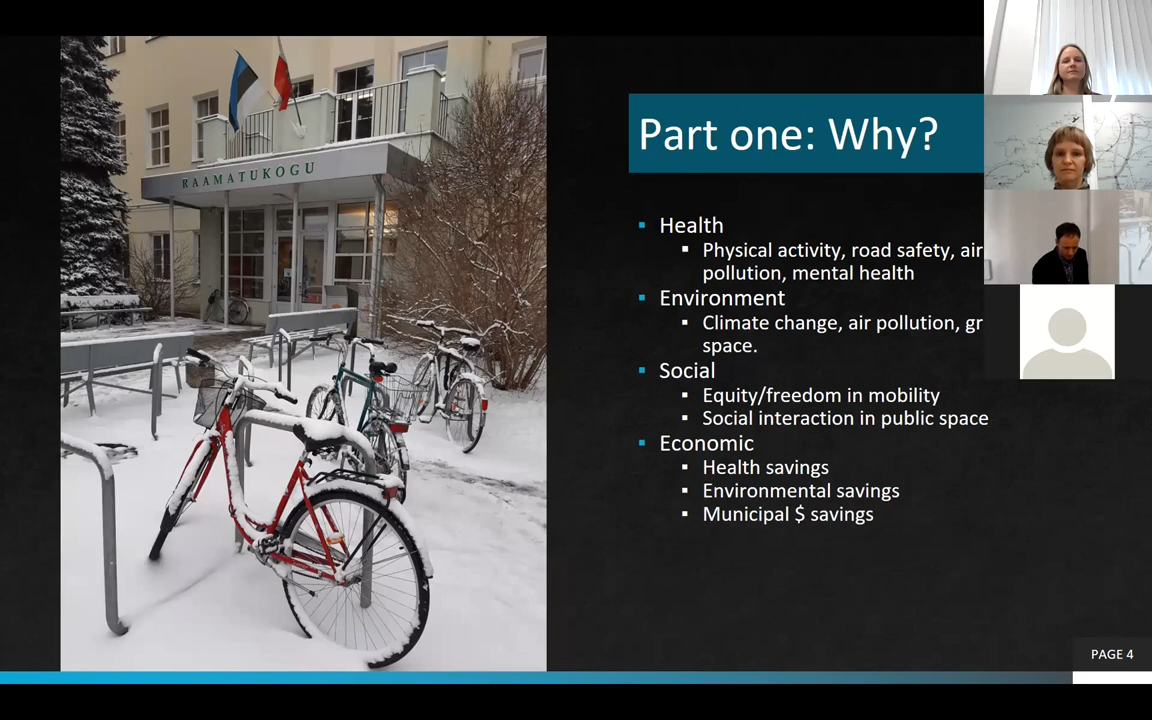 RAAMATUKOGU
Part one: Why?
▪ Health
▪ Physical activity, road safety, air
pollution, mental health
▪ Environment
▪ Climate change, air pollution, gr
space.
▪ Social
▪ Equity/freedom in mobility
▪ Social interaction in public space
▪ Economic
▪ Health savings
▪ Environmental savings
▪ Municipal $ savings
PAGE 4